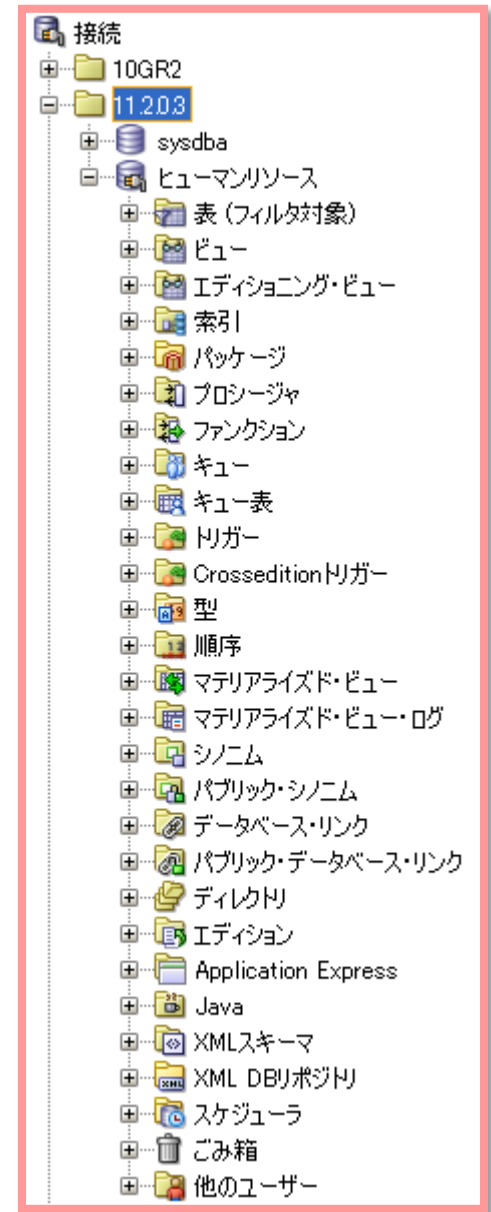 接続
10GR2
11.2.0.3
sysdba
ヒューマンリソース
表 (フィルタ対象)
ビュー
エディショニング・ビュー
索引
パッケージ
プロシージャ
ファンクション
キュー
キュー表
トリガー
Crosseditionトリガー
型
順序
マテリアライズド・ビュー
マテリアライズド・ビュー・ログ
シノニム
パブリック・シノニム
データベース・リンク
パブリック・データベース・リンク
ディレクトリ
エディション
Application Express
Java
XMLスキーマ
XML DBリポジトリ
スケジューラ
ごみ箱
他のユーザー